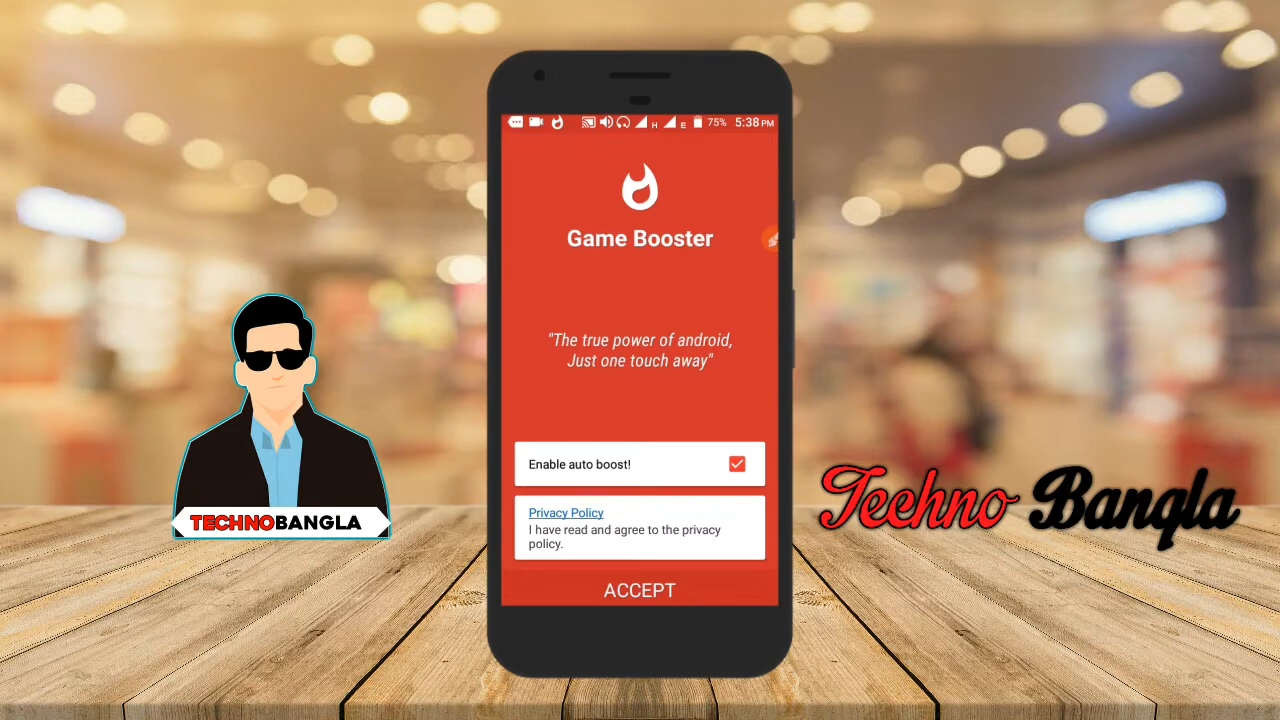 H E 75% 5:38 PM
Game Booster
"The true power of android,
Just one touch away"
Enable auto boost!
Privacy Policy
I have read and agree to the privacy
policy.
ACCEPT
TECHNOBANGLA
Techno Bangla